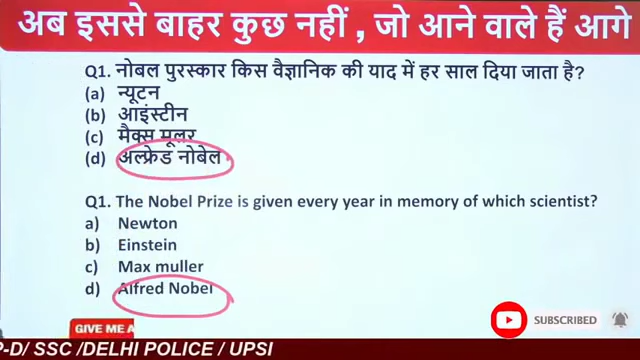 अब इससे बाहर कुछ नहीं , जो आने वाले हैं आगे
Q1. नोबल पुरस्कार किस वैज्ञानिक की याद में हर साल दिया जाता है?
(a) न्यूटन
(b) आइंस्टीन
(c) मैक्स मूलर
(d) अल्फ्रेड नोबेल
Q1. The Nobel Prize is given every year in memory of which scientist?
a) Newton
b) Einstein
c) Max muller
d) Alfred Nobel
SUBSCRIBED
GIVE ME A
P-D/ SSC /DELHI POLICE / UPSI